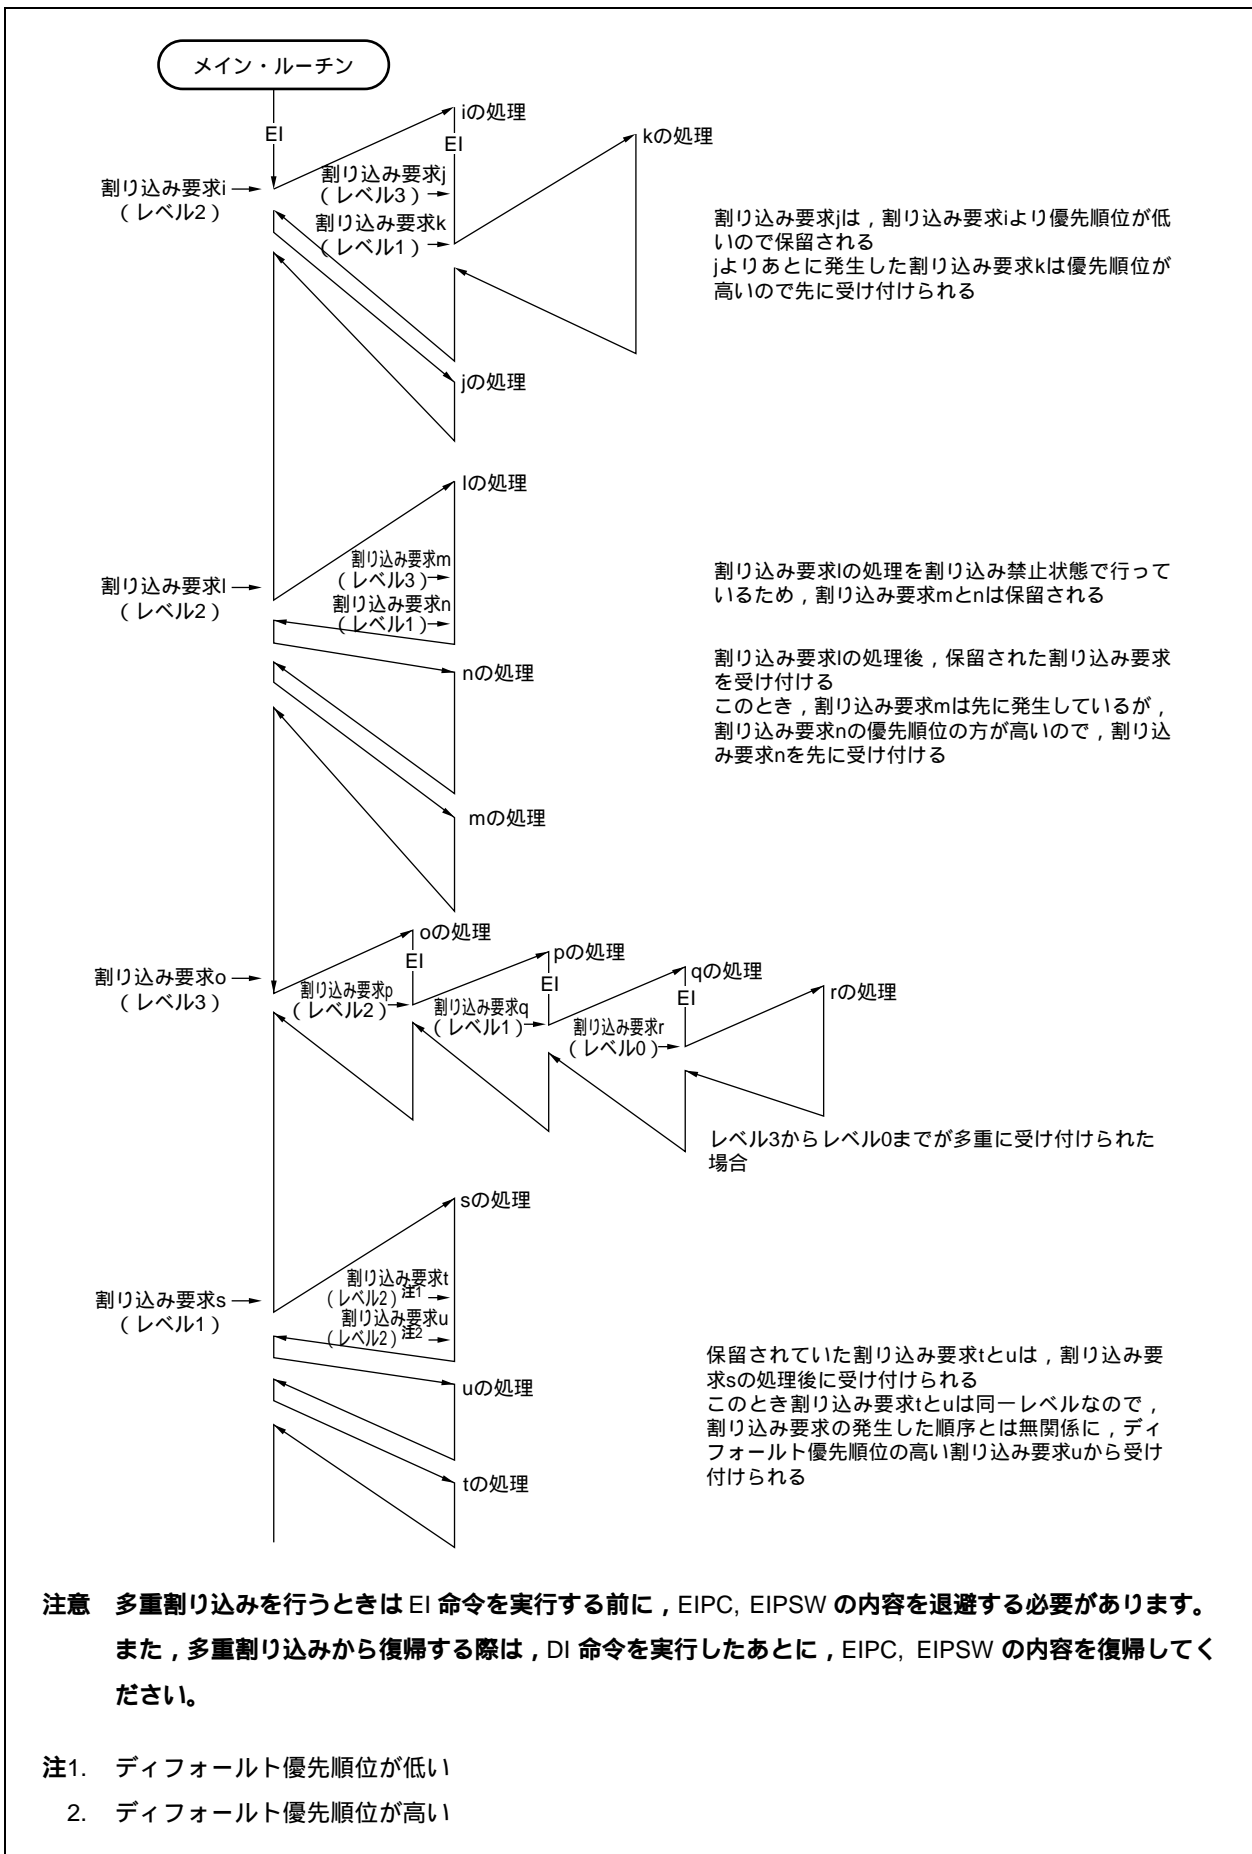 メイン・ルーチン
EI
iの処理
EI
kの処理
割り込み要求i
（レベル2）
割り込み要求j
（レベル3）
割り込み要求k
（レベル1）
割り込み要求jは，割り込み要求iより優先順位が低
いので保留される
jよりあとに発生した割り込み要求kは優先順位が
高いので先に受け付けられる
jの処理
lの処理
割り込み要求l
（レベル2）
割り込み要求m
（レベル3）
割り込み要求n
（レベル1）
割り込み要求lの処理を割り込み禁止状態で行って
いるため，割り込み要求mとnは保留される
nの処理
割り込み要求lの処理後，保留された割り込み要求
を受け付ける
このとき，割り込み要求mは先に発生しているが，
割り込み要求nの優先順位の方が高いので，割り込
み要求nを先に受け付ける
mの処理
oの処理
EI
pの処理
EI
qの処理
EI
rの処理
割り込み要求o
（レベル3）
割り込み要求p
（レベル2）
割り込み要求q
（レベル1）
割り込み要求r
（レベル0）
レベル3からレベル0までが多重に受け付けられた
場合
sの処理
割り込み要求s
（レベル1）
割り込み要求t
（レベル2）注1
割り込み要求u
（レベル2）注2
uの処理
保留されていた割り込み要求tとuは，割り込み要
求sの処理後に受け付けられる
このとき割り込み要求tとuは同一レベルなので，
割り込み要求の発生した順序とは無関係に，ディ
フォールト優先順位の高い割り込み要求uから受け
付けられる
tの処理
注意　多重割り込みを行うときは EI 命令を実行する前に，EIPC, EIPSW の内容を退避する必要があります。
また，多重割り込みから復帰する際は，DI 命令を実行したあとに，EIPC, EIPSW の内容を復帰してく
ださい。
注1.　ディフォールト優先順位が低い
2.　ディフォールト優先順位が高い